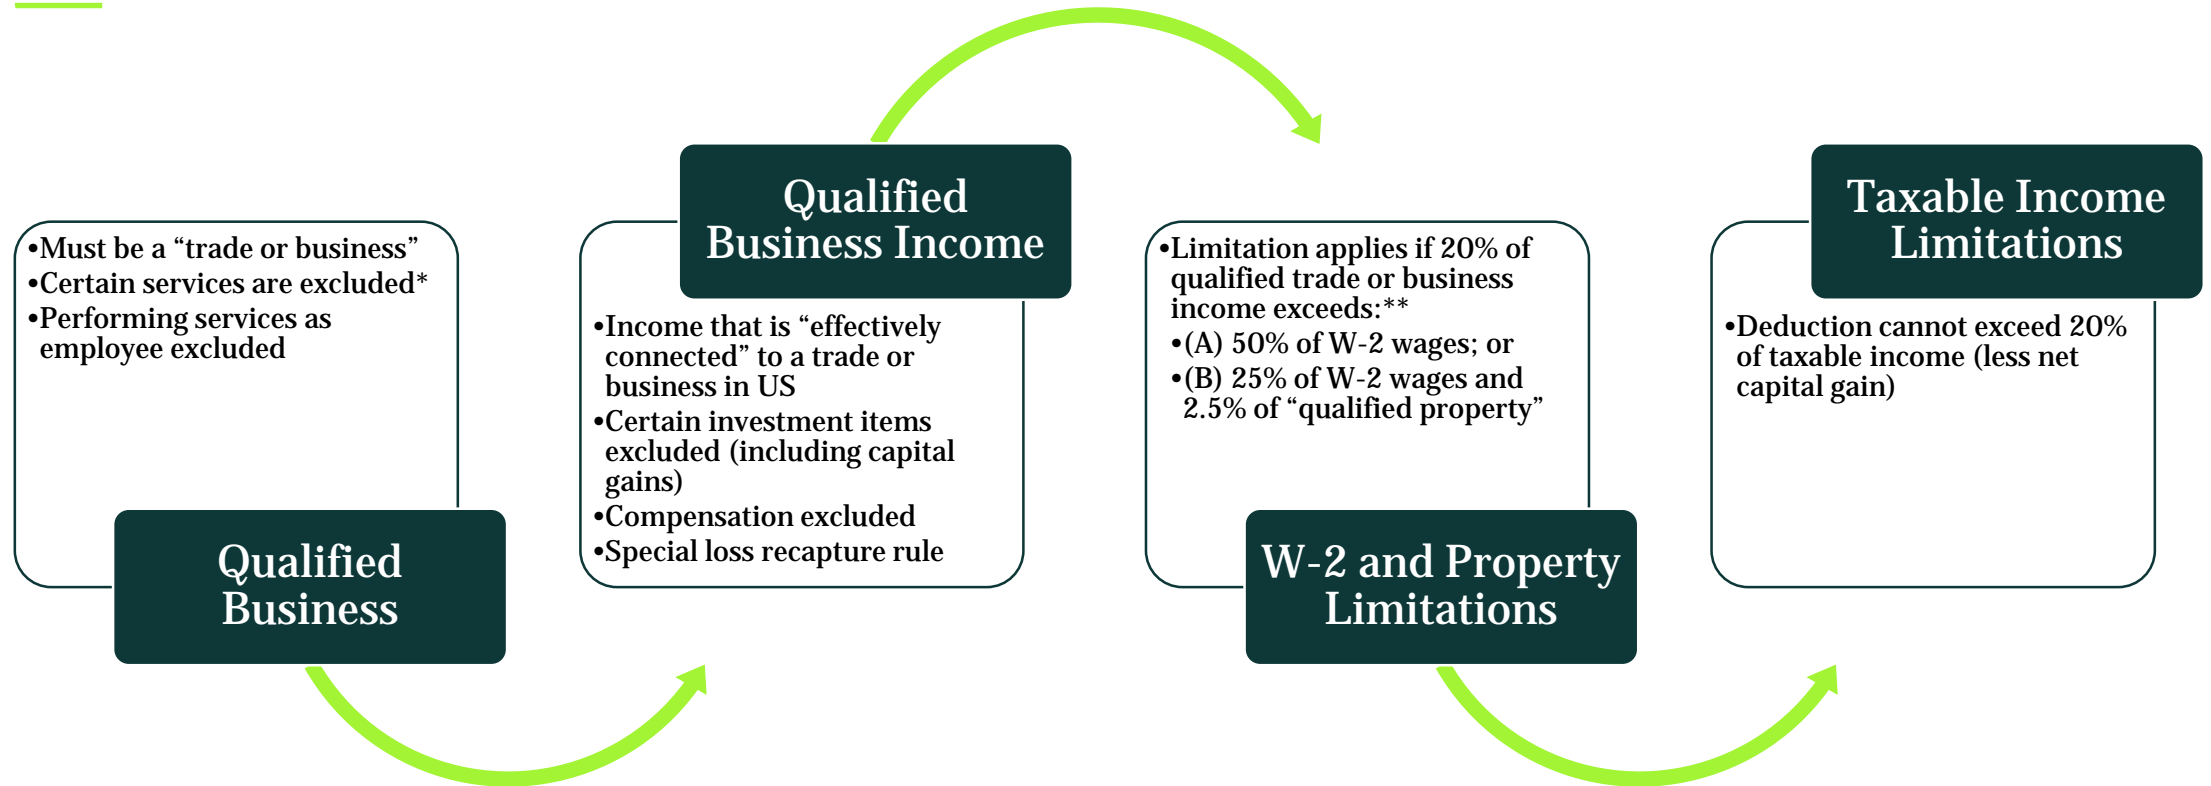 •Must be a “trade or business”
•Certain services are excluded*
•Performing services as
employee excluded
Qualified
Business
Qualified
Business Income
•Income that is “effectively
connected” to a trade or
business in US
•Certain investment items
excluded (including capital
gains)
•Compensation excluded
•Special loss recapture rule
•Limitation applies if 20% of
qualified trade or business
income exceeds:**
•(A) 50% of W-2 wages; or
•(B) 25% of W-2 wages and
2.5% of “qualified property”
W-2 and Property
Limitations
Taxable Income
Limitations
•Deduction cannot exceed 20%
of taxable income (less net
capital gain)